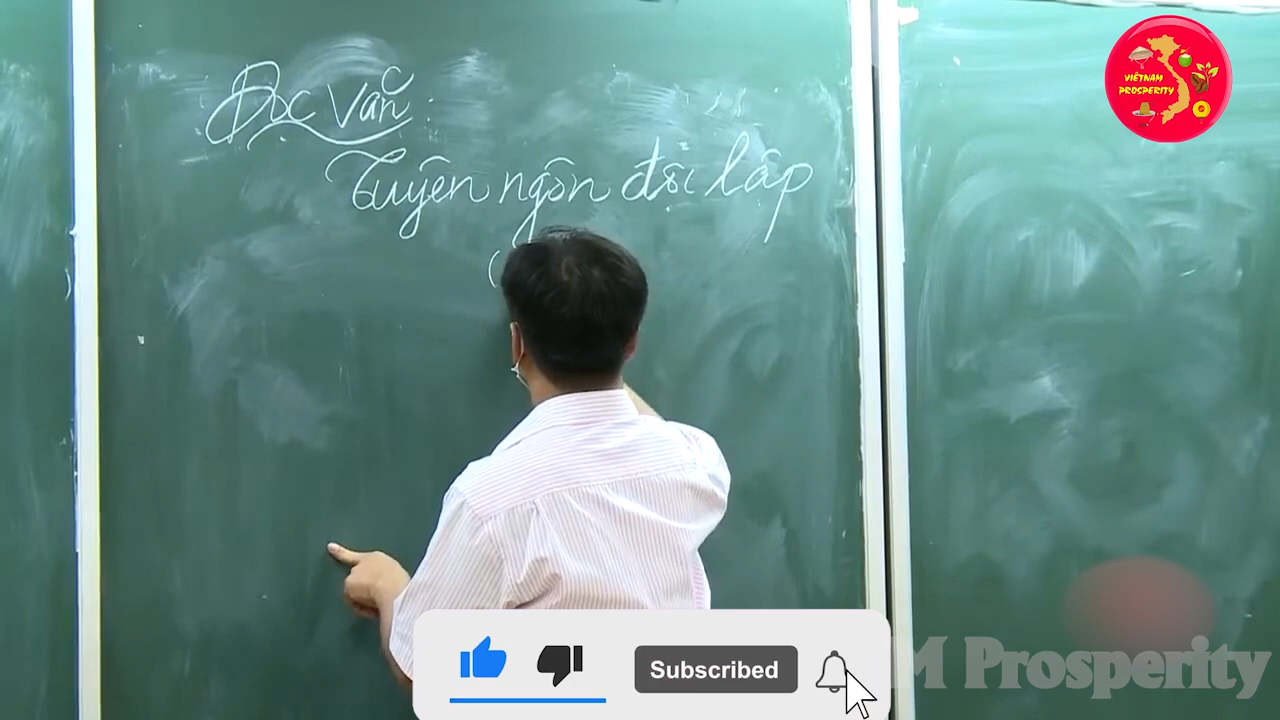 Đọc Văn:
Tuyên ngôn độc lập
(
VIỆTNAM
PROSPERITY
Subscribed
M Prosperity